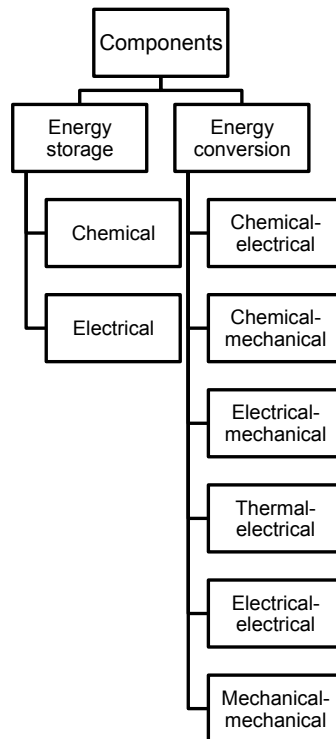 Components
Energy
storage
Energy
conversion
Chemical
Electrical
Chemical-
electrical
Chemical-
mechanical
Electrical-
mechanical
Thermal-
electrical
Electrical-
electrical
Mechanical-
mechanical